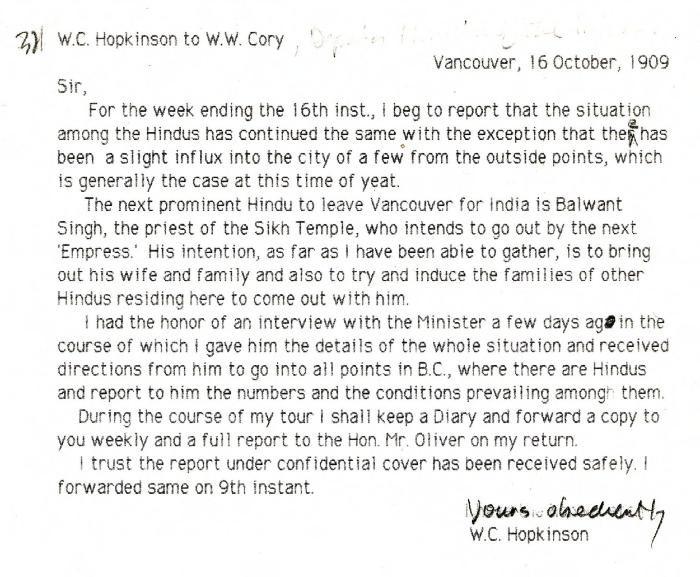 38 W.C. Hopkinson to W.W. Cory, Deputy Minister of the Interior
Vancouver, 16 October, 1909
Sir,
For the week ending the 16th inst., I beg to report that the situation
among the Hindus has continued the same with the exception that there has
been a slight influx into the city of a few from the outside points, which
is generally the case at this time of yeat.
The next prominent Hindu to leave Vancouver for India is Balwant
Singh, the priest of the Sikh Temple, who intends to go out by the next
'Empress.' His intention, as far as I have been able to gather, is to bring
out his wife and family and also to try and induce the families of other
Hindus residing here to come out with him.
I had the honor of an interview with the Minister a few days ago in the
course of which I gave him the details of the whole situation and received
directions from him to go into all points in B.C., where there are Hindus
and report to him the numbers and the conditions prevailing among them.
During the course of my tour I shall keep a Diary and forward a copy to
you weekly and a full report to the Hon. Mr. Oliver on my return.
I trust the report under confidential cover has been received safely. I
forwarded same on 9th instant.
Yours obediently
W.C. Hopkinson